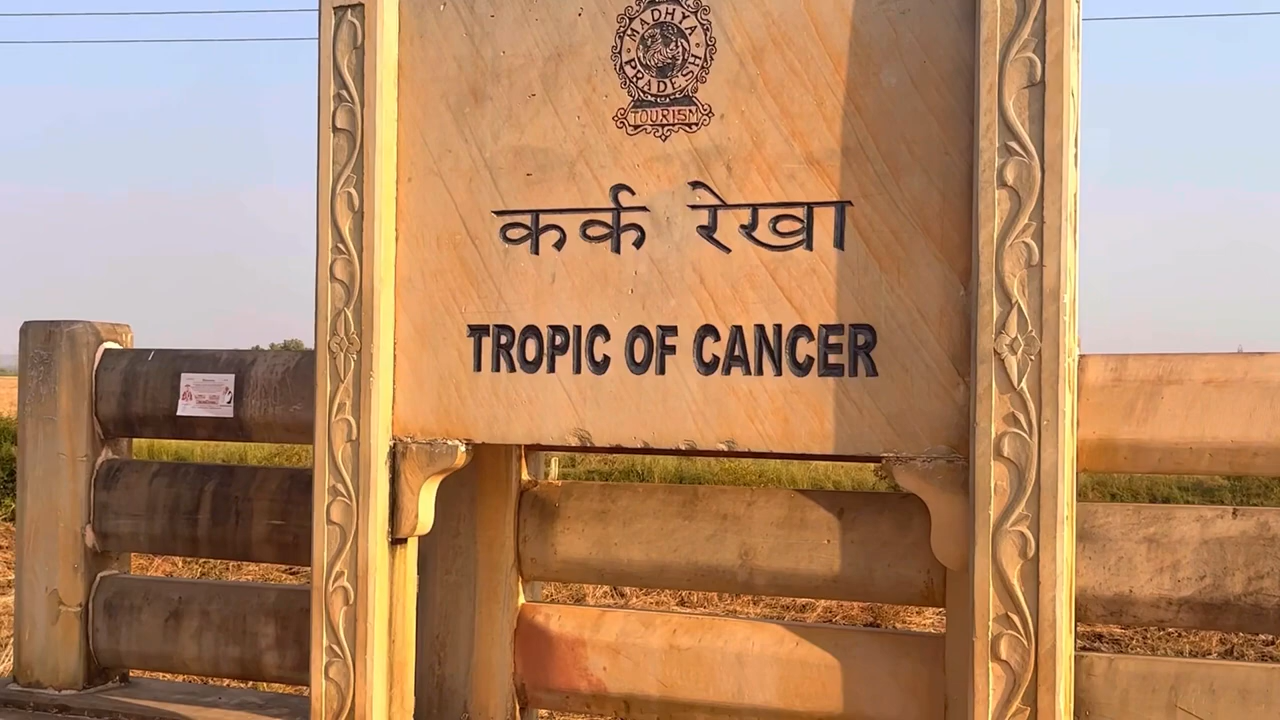 MADHYA PRADESH
TOURISM
कर्क रेखा
TROPIC OF CANCER